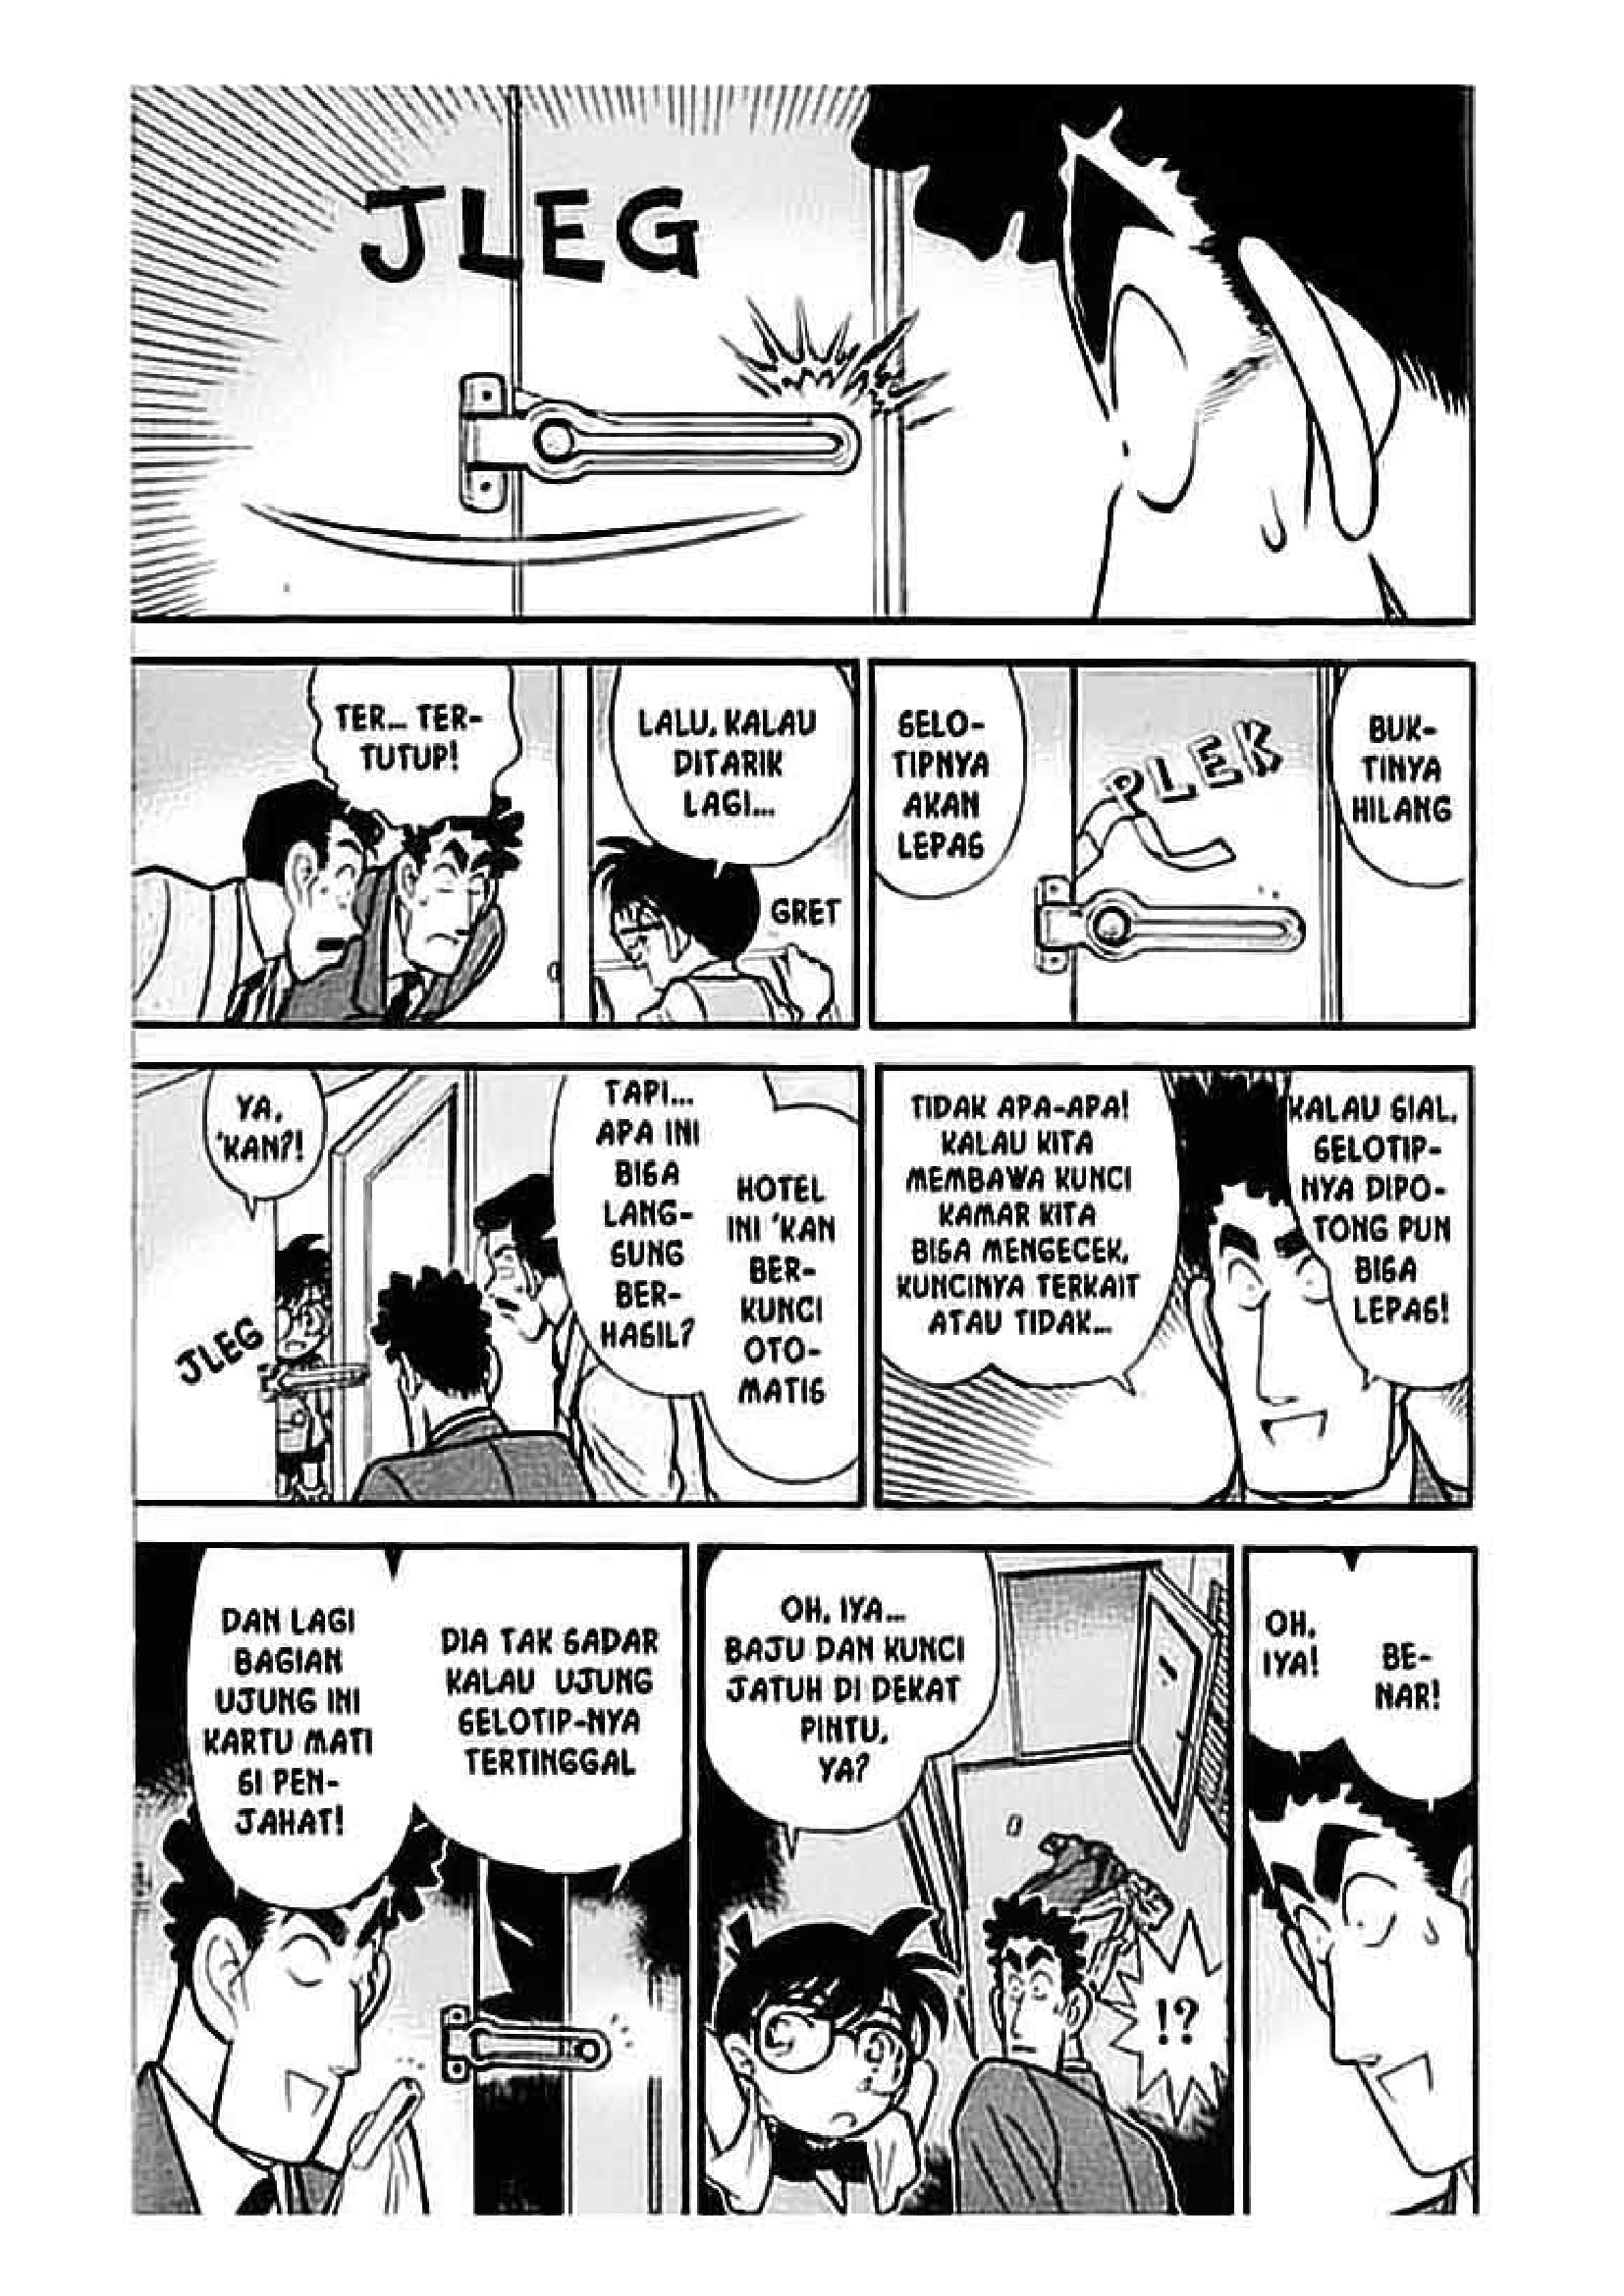 JLEG
TER... TER-
TUTUP!
LALU, KALAU
DITARIK
LAGI...
GRET
SELO-
TIPNYA
AKAN
LEPAS
PLEK
BUK-
TINYA
HILANG
YA,
'KAN?!
JLEG
TAPI...
APA INI
BISA
LANG-
SUNG
BER-
HASIL?
HOTEL
INI 'KAN
BER-
KUNCI
OTO-
MATIS
TIDAK APA-APA!
KALAU KITA
MEMBAWA KUNCI
KAMAR KITA
BISA MENGECEK,
KUNCINYA TERKAIT
ATAU TIDAK...
KALAU SIAL,
SELOTIP-
NYA DIPO-
TONG PUN
BISA
LEPAS!
DAN LAGI
BAGIAN
UJUNG INI
KARTU MATI
SI PEN-
JAHAT!
DIA TAK SADAR
KALAU UJUNG
SELOTIP-NYA
TERTINGGAL
OH, IYA...
BAJU DAN KUNCI
JATUH DI DEKAT
PINTU,
YA?
!?
OH,
IYA!
BE-
NAR!